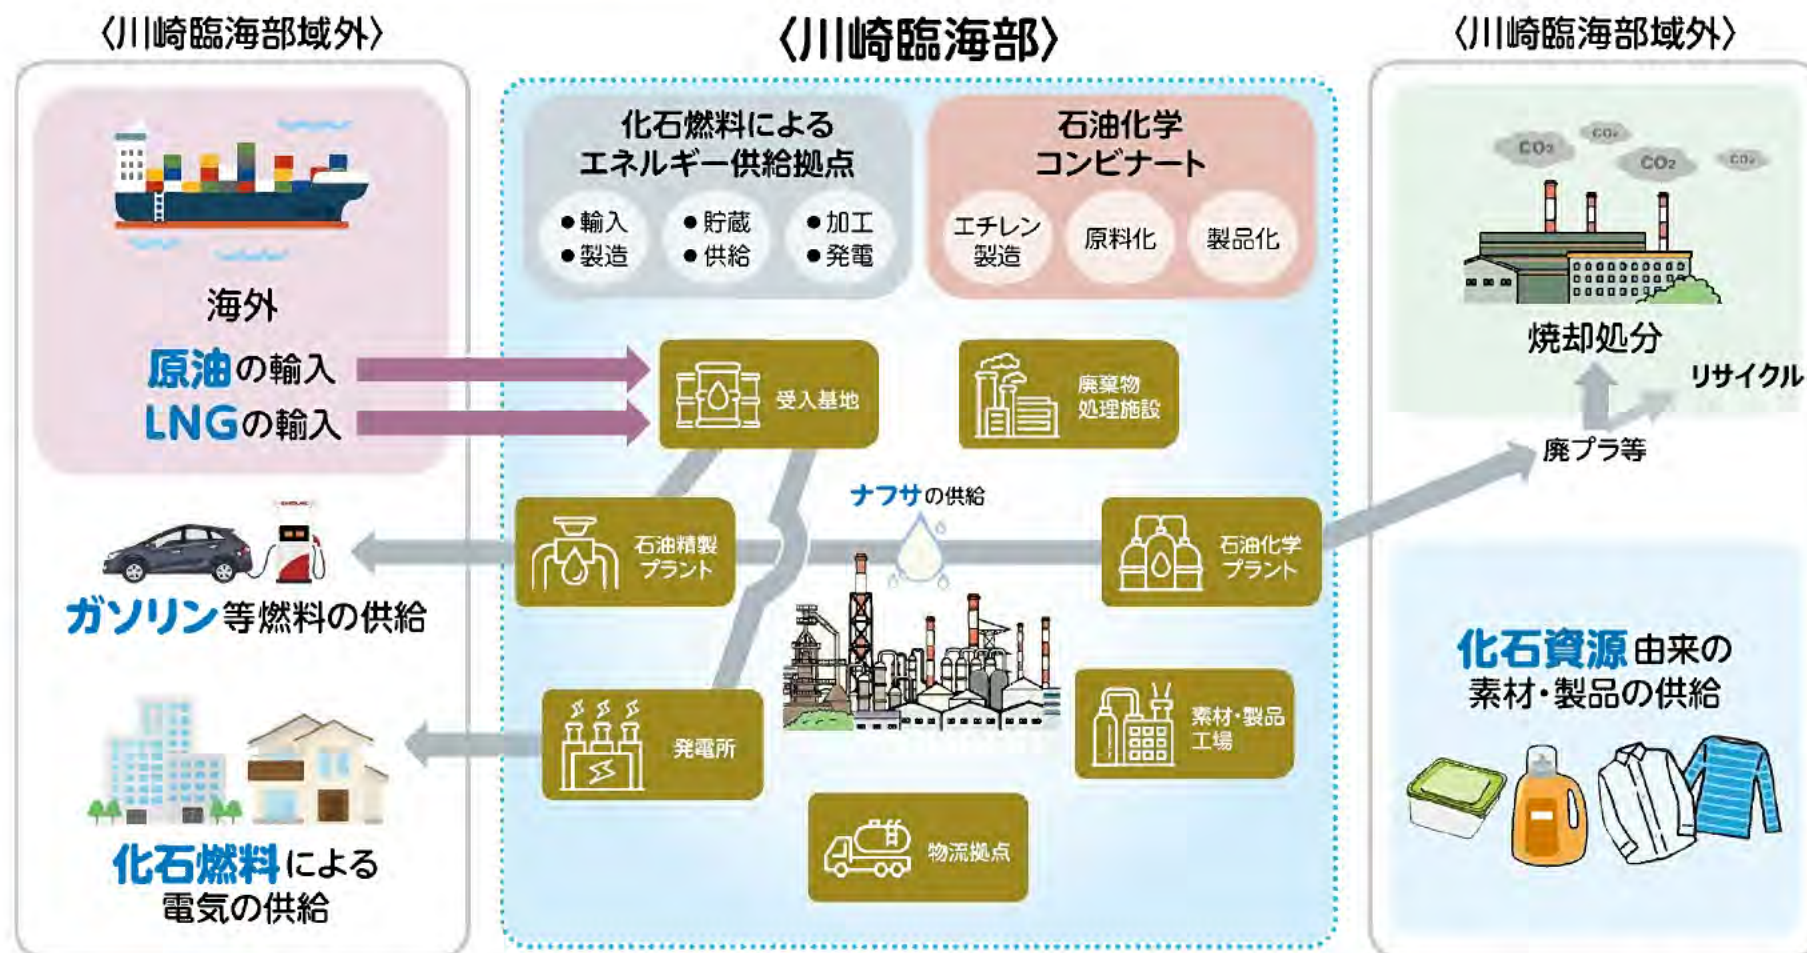 〈川崎臨海部域外〉
海外
原油の輸入
LNGの輸入
ガソリン等燃料の供給
化石燃料による
電気の供給
〈川崎臨海部〉
化石燃料による
エネルギー供給拠点
●輸入
●製造
●貯蔵
●供給
●加工
●発電
石油化学
コンビナート
エチレン
製造
原料化
製品化
受入基地
廃棄物
処理施設
ナフサの供給
石油精製
プラント
石油化学
プラント
発電所
素材・製品
工場
物流拠点
〈川崎臨海部域外〉
CO₂
CO₂
CO₂
CO₂
焼却処分
リサイクル
廃プラ等
化石資源由来の
素材・製品の供給